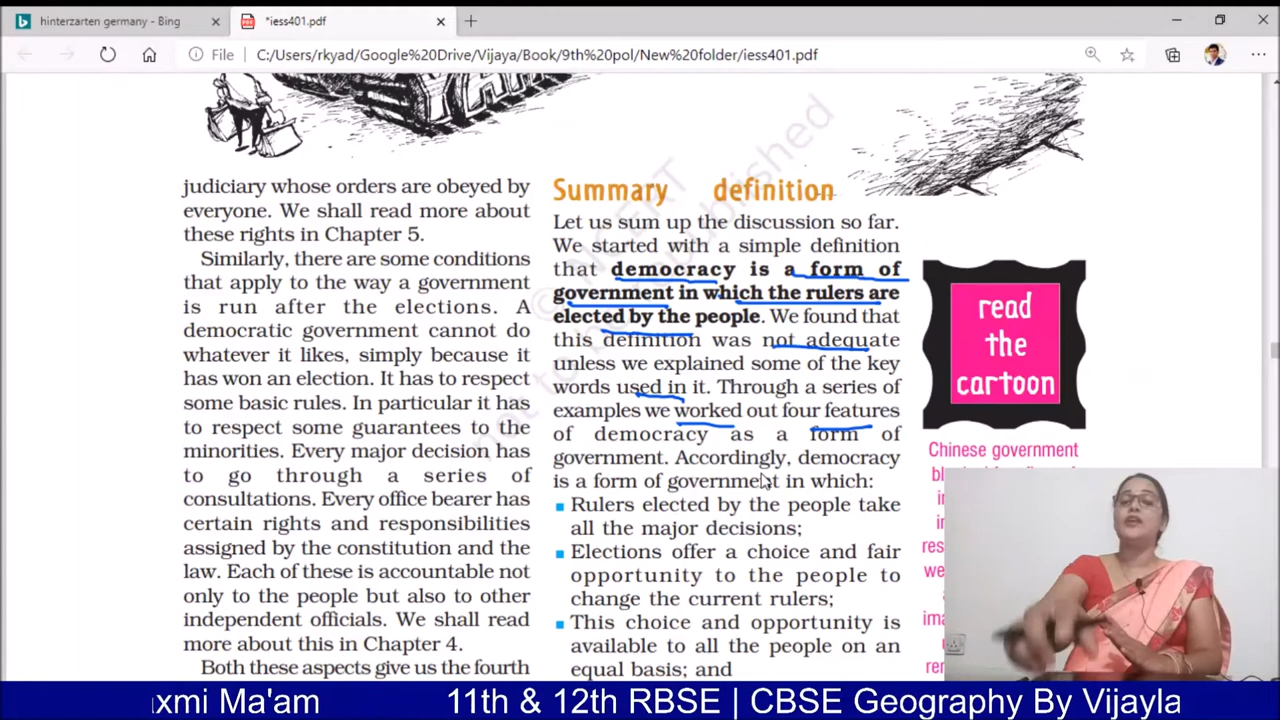 hinterzarten germany - Bing
*iess401.pdf
File
C:/Users/rkyad/Google%20Drive/Vijaya/Book/9th%20pol/New%20folder/iess401.pdf
judiciary whose orders are obeyed by
everyone. We shall read more about
these rights in Chapter 5.
Similarly, there are some conditions
that apply to the way a government
is run after the elections. A
democratic government cannot do
whatever it likes, simply because it
has won an election. It has to respect
some basic rules. In particular it has
to respect some guarantees to the
minorities. Every major decision has
to go through a series of
consultations. Every office bearer has
certain rights and responsibilities
assigned by the constitution and the
law. Each of these is accountable not
only to the people but also to other
independent officials. We shall read
more about this in Chapter 4.
Both these aspects give us the fourth
Summary definition
Let us sum up the discussion so far.
We started with a simple definition
that democracy is a form of
government in which the rulers are
elected by the people. We found that
this definition was not adequate
unless we explained some of the key
words used in it. Through a series of
examples we worked out four features
of democracy as a form of
government. Accordingly, democracy
is a form of government in which:
Rulers elected by the people take
all the major decisions;
Elections offer a choice and fair
opportunity to the people to
change the current rulers;
This choice and opportunity is
available to all the people on an
equal basis; and
© NCERT
not to be republished
read
the
cartoon
Chinese government
axmi Ma'am 11th & 12th RBSE | CBSE Geography By Vijayla